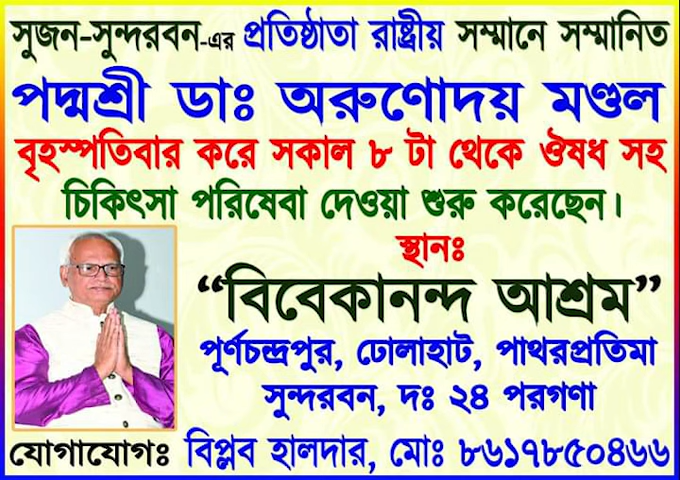 সুজন-সুন্দরবন-এর প্রতিষ্ঠাতা রাষ্ট্রীয় সম্মানে সম্মানিত
পদ্মশ্রী ডাঃ অরুণোদয় মণ্ডল
বৃহস্পতিবার করে সকাল ৮ টা থেকে ঔষধ সহ
চিকিৎসা পরিষেবা দেওয়া শুরু করেছেন।
স্থানঃ
“বিবেকানন্দ আশ্রম”
পূর্ণচন্দ্রপুর, ঢোলাহাট, পাথরপ্রতিমা
সুন্দরবন, দঃ ২৪ পরগণা
যোগাযোগঃ বিপ্লব হালদার, মোঃ ৮৬১৭৮৫০৪৬৬